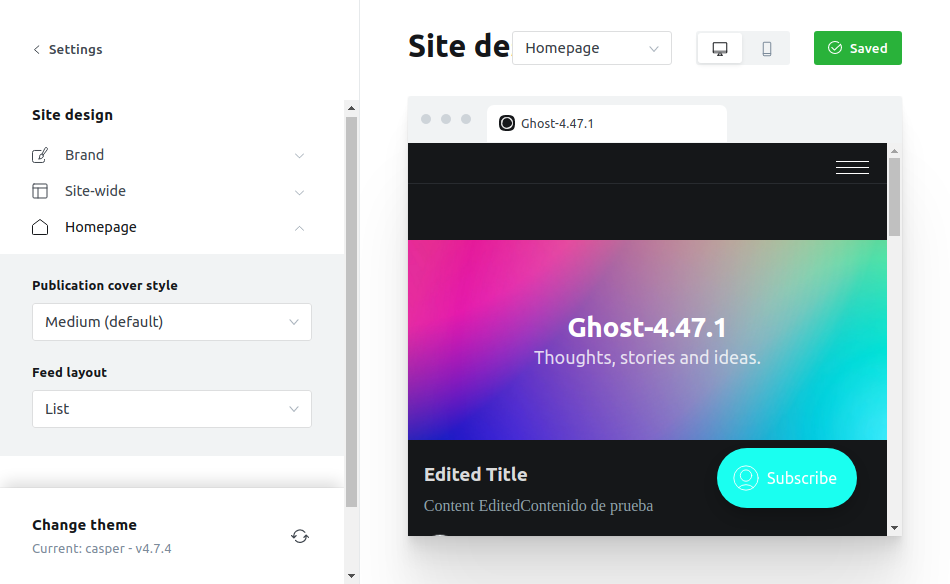 Settings
Site design
Brand
Site-wide
Homepage
Publication cover style
Medium (default)
Feed layout
List
Change theme
Current: casper - v4.7.4
Site de
Homepage
Saved
Ghost-4.47.1
Ghost-4.47.1
Thoughts, stories and ideas.
Edited Title
Content EditedContenido de prueba
Subscribe